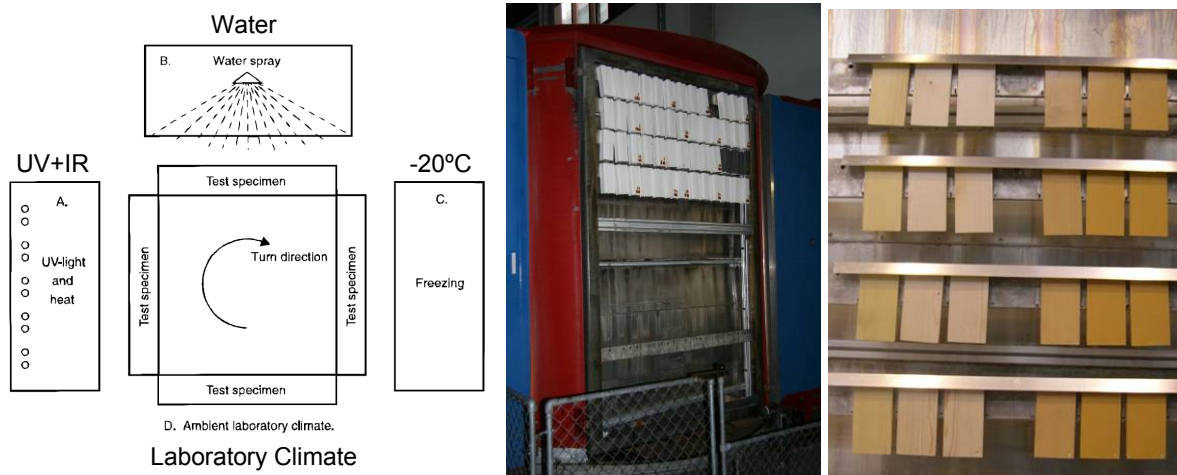 Water
B.
Water spray
UV+IR
-20ºC
Test specimen
A.
C.
UV-light
and
heat
Test specimen
Turn direction
Test specimen
Freezing
Test specimen
D. Ambient laboratory climate.
Laboratory Climate